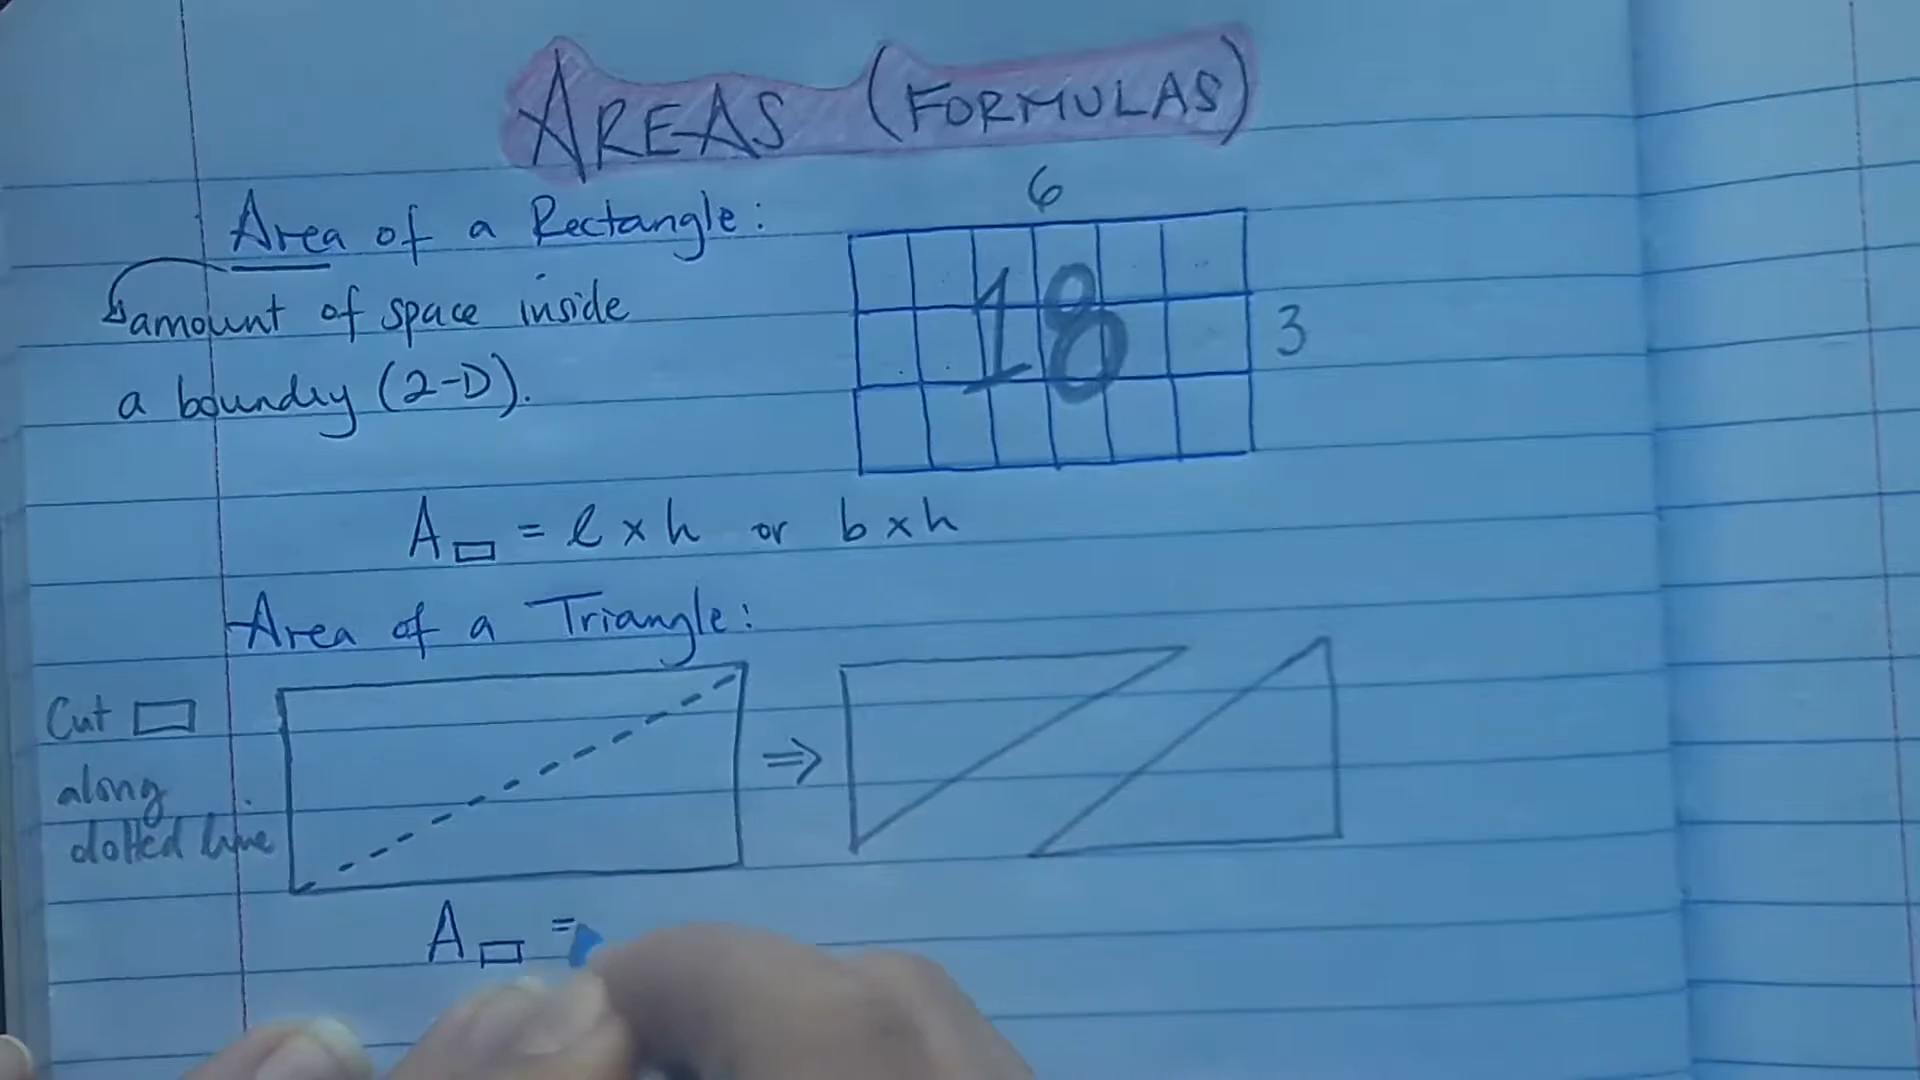 AREAS (FORMULAS)
Area of a Rectangle:
amount of space inside
a boundry (2-D).
6
18
3
A▭ = l x h or b x h
Area of a Triangle:
Cut ▭
along
dotted line
⇒
A▭ =